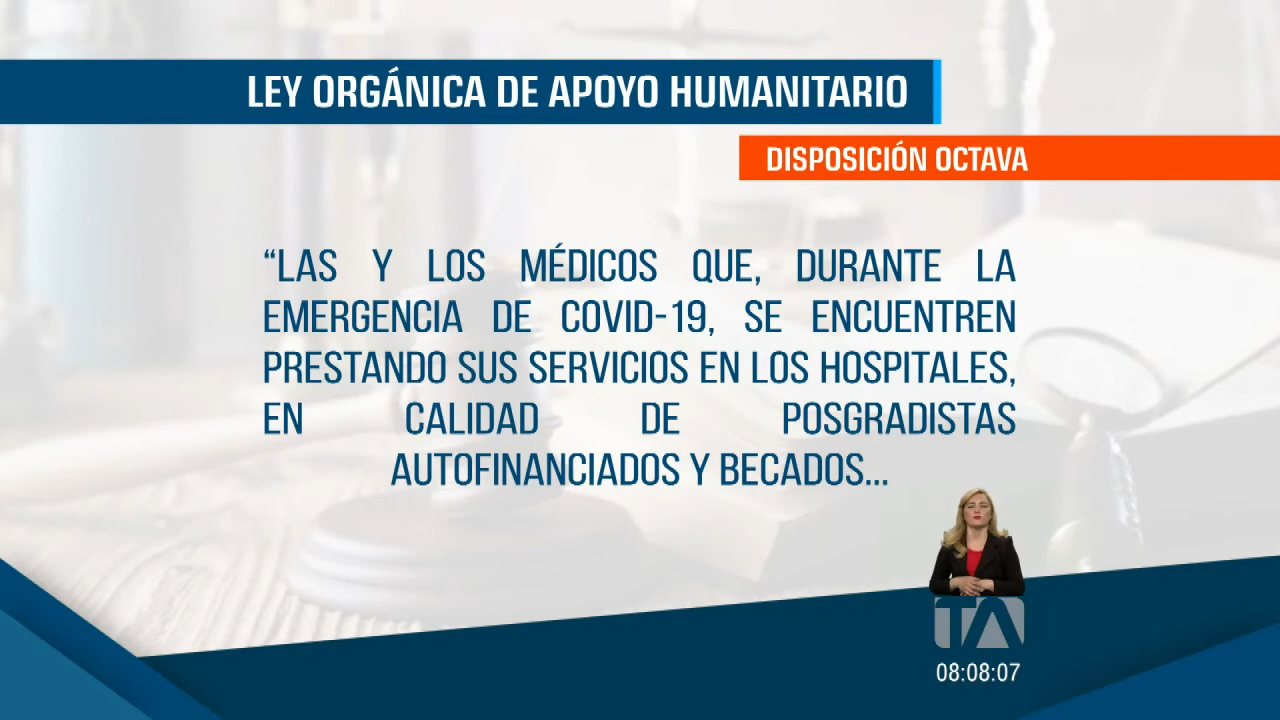 LEY ORGÁNICA DE APOYO HUMANITARIO
DISPOSICIÓN OCTAVA
“LAS Y LOS MÉDICOS QUE, DURANTE LA
EMERGENCIA DE COVID-19, SE ENCUENTREN
PRESTANDO SUS SERVICIOS EN LOS HOSPITALES,
EN CALIDAD DE POSGRADISTAS
AUTOFINANCIADOS Y BECADOS...
TA
08:08:07